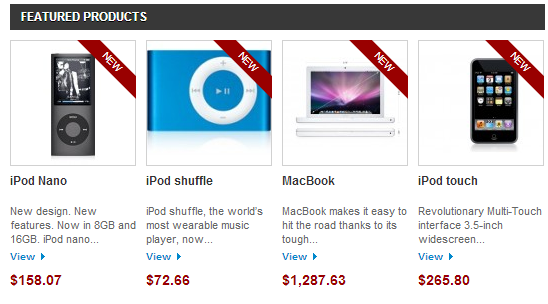 FEATURED PRODUCTS
NEW
NEW
NEW
NEW
iPod Nano
New design. New
features. Now in 8GB and
16GB. iPod nano...
View
$158.07
iPod shuffle
iPod shuffle, the world's
most wearable music
player, now...
View
$72.66
MacBook
MacBook makes it easy to
hit the road thanks to its
tough...
View
$1,287.63
iPod touch
Revolutionary Multi-Touch
interface 3.5-inch
widescreen...
View
$265.80